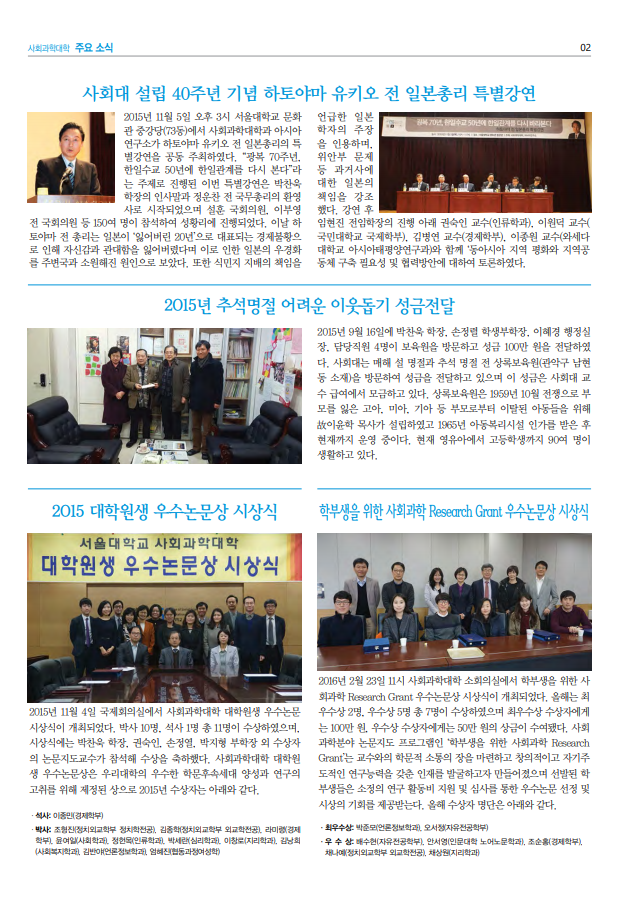 사회과학대학 주요 소식
02
사회대 설립 40주년 기념 하토야마 유키오 전 일본총리 특별강연
2015년 11월 5일 오후 3시 서울대학교 문화
관 중강당(73동)에서 사회과학대학과 아시아
연구소가 하토야마 유키오 전 일본총리의 특
별강연을 공동 주최하였다. "광복 70주년,
한일수교 50년에 한일관계를 다시 본다"라
는 주제로 진행된 이번 특별강연은 박찬욱
학장의 인사말과 정운찬 전 국무총리의 환영
사로 시작되었으며 설훈 국회의원, 이부영
전 국회의원 등 150여 명이 참석하여 성황리에 진행되었다. 이날 하
토야마 전 총리는 일본이 '잃어버린 20년'으로 대표되는 경제불황으
로 인해 자신감과 관대함을 잃어버렸다며 이로 인한 일본의 우경화
를 주변국과 소원해진 원인으로 보았다. 또한 식민지 지배의 책임을
언급한 일본
학자의 주장
을 인용하며,
위안부 문제
등 과거사에
대한 일본의
책임을 강조
했다. 강연 후
임현진 전임학장의 진행 아래 권숙인 교수(인류학과), 이원덕 교수(
국민대학교 국제학부), 김병연 교수(경제학부), 이종원 교수(와세다
대학교 아시아태평양연구과)와 함께 '동아시아 지역 평화와 지역공
동체 구축 필요성 및 협력방안에 대하여 토론하였다.
광복 70년, 한일수교 50년에 한일관계를 다시 바라본다
2015년 추석명절 어려운 이웃돕기 성금전달
2015년 9월 16일에 박찬욱 학장, 손정렬 학생부학장, 이혜경 행정실
장, 담당직원 4명이 보육원을 방문하고 성금 100만 원을 전달하였
다. 사회대는 매해 설 명절과 추석 명절 전 상록보육원(관악구 남현
동 소재)을 방문하여 성금을 전달하고 있으며 이 성금은 사회대 교
수 급여에서 모금하고 있다. 상록보육원은 1959년 10월 전쟁으로 부
모를 잃은 고아, 미아, 기아 등 부모로부터 이탈된 아동들을 위해
故이윤학 목사가 설립하였고 1965년 아동복리시설 인가를 받은 후
현재까지 운영 중이다. 현재 영유아에서 고등학생까지 90여 명이
생활하고 있다.
2015 대학원생 우수논문상 시상식
서울대학교 사회과학대학
대학원생 우수논문상 시상식
2015년 11월 4일 국제회의실에서 사회과학대학 대학원생 우수논문
시상식이 개최되었다. 박사 10명, 석사 1명 총 11명이 수상하였으며,
시상식에는 박찬욱 학장, 권숙인, 손정열, 박지형 부학장 외 수상자
의 논문지도교수가 참석해 수상을 축하했다. 사회과학대학 대학원
생 우수논문상은 우리대학의 우수한 학문후속세대 양성과 연구의
고취를 위해 제정된 상으로 2015년 수상자는 아래와 같다.
· 석사: 이종민(경제학부)
· 박사: 조형진(정치외교학부 정치학전공), 김종학(정치외교학부 외교학전공), 라미령(경제
학부), 윤여일(사회학과), 정헌목(인류학과), 박세란(심리학과), 이창로(지리학과), 김낭희
(사회복지학과), 김반야(언론정보학과), 엄혜진(협동과정여성학)
학부생을 위한 사회과학 Research Grant 우수논문상 시상식
2016년 2월 23일 11시 사회과학대학 소회의실에서 학부생을 위한 사
회과학 Research Grant 우수논문상 시상식이 개최되었다. 올해는 최
우수상 2명, 우수상 5명 총 7명이 수상하였으며 최우수상 수상자에게
는 100만 원, 우수상 수상자에게는 50만 원의 상금이 수여됐다. 사회
과학분야 논문지도 프로그램인 '학부생을 위한 사회과학 Research
Grant'는 교수와의 학문적 소통의 장을 마련하고 창의적이고 자기주
도적인 연구능력을 갖춘 인재를 발굴하고자 만들어졌으며 선발된 학
부생들은 소정의 연구 활동비 지원 및 심사를 통한 우수논문 선정 및
시상의 기회를 제공받는다. 올해 수상자 명단은 아래와 같다.
· 최우수상: 박준모(언론정보학과), 오서정(자유전공학부)
· 우 수 상: 배수현(자유전공학부), 안서영(인문대학 노어노문학과), 조순홍(경제학부),
채나예(정치외교학부 외교학전공), 채상원(지리학과)